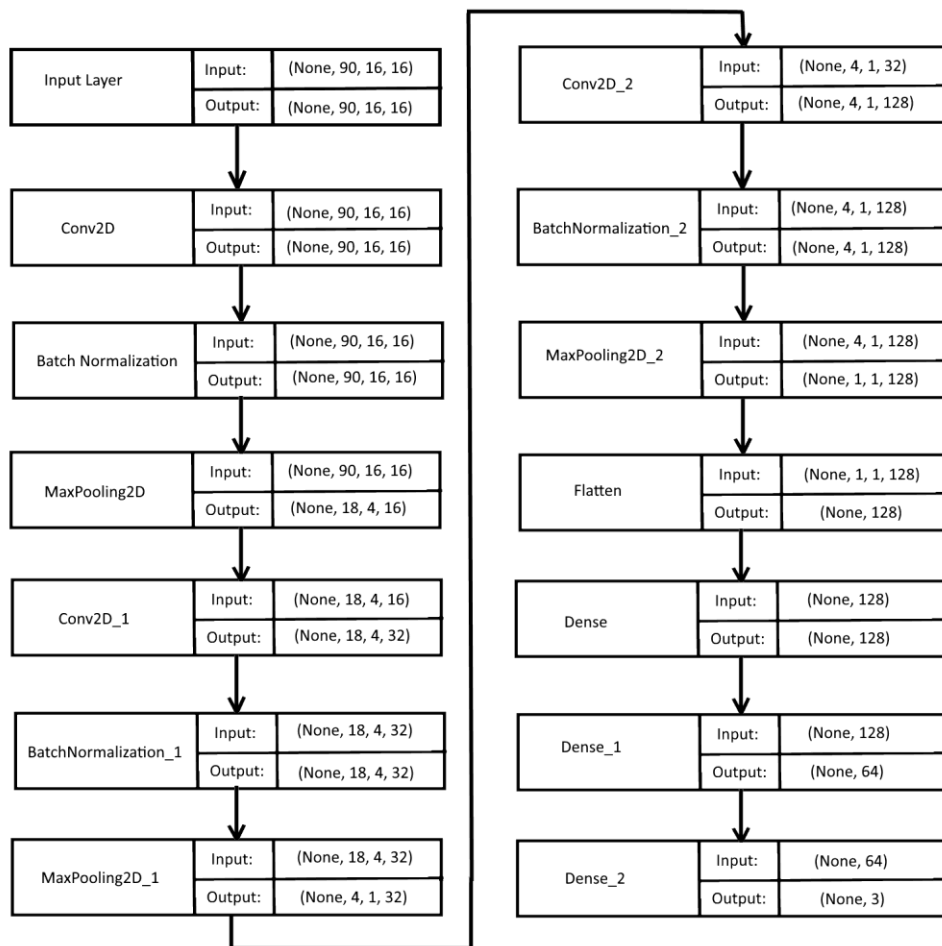 Input Layer
Input: (None, 90, 16, 16)
Output: (None, 90, 16, 16)
Conv2D
Input: (None, 90, 16, 16)
Output: (None, 90, 16, 16)
Batch Normalization
Input: (None, 90, 16, 16)
Output: (None, 90, 16, 16)
MaxPooling2D
Input: (None, 90, 16, 16)
Output: (None, 18, 4, 16)
Conv2D_1
Input: (None, 18, 4, 16)
Output: (None, 18, 4, 32)
BatchNormalization_1
Input: (None, 18, 4, 32)
Output: (None, 18, 4, 32)
MaxPooling2D_1
Input: (None, 18, 4, 32)
Output: (None, 4, 1, 32)
Conv2D_2
Input: (None, 4, 1, 32)
Output: (None, 4, 1, 128)
BatchNormalization_2
Input: (None, 4, 1, 128)
Output: (None, 4, 1, 128)
MaxPooling2D_2
Input: (None, 4, 1, 128)
Output: (None, 1, 1, 128)
Flatten
Input: (None, 1, 1, 128)
Output: (None, 128)
Dense
Input: (None, 128)
Output: (None, 128)
Dense_1
Input: (None, 128)
Output: (None, 64)
Dense_2
Input: (None, 64)
Output: (None, 3)